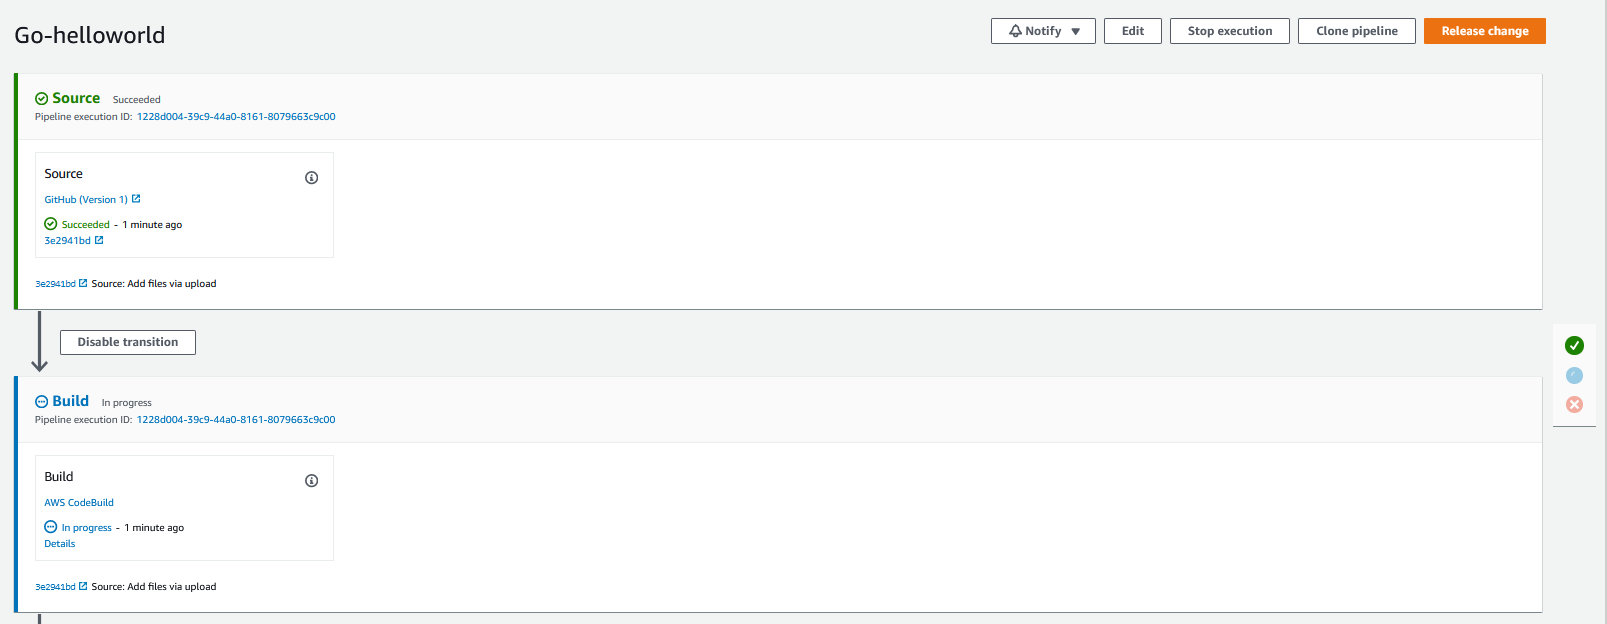 Go-helloworld
Notify
Edit
Stop execution
Clone pipeline
Release change
Source Succeeded
Pipeline execution ID: 1228d004-39c9-44a0-8161-8079663c9c00
Source
GitHub (Version 1)
Succeeded - 1 minute ago
3e2941bd
3e2941bd Source: Add files via upload
Disable transition
Build In progress
Pipeline execution ID: 1228d004-39c9-44a0-8161-8079663c9c00
Build
AWS CodeBuild
In progress - 1 minute ago
Details
3e2941bd Source: Add files via upload